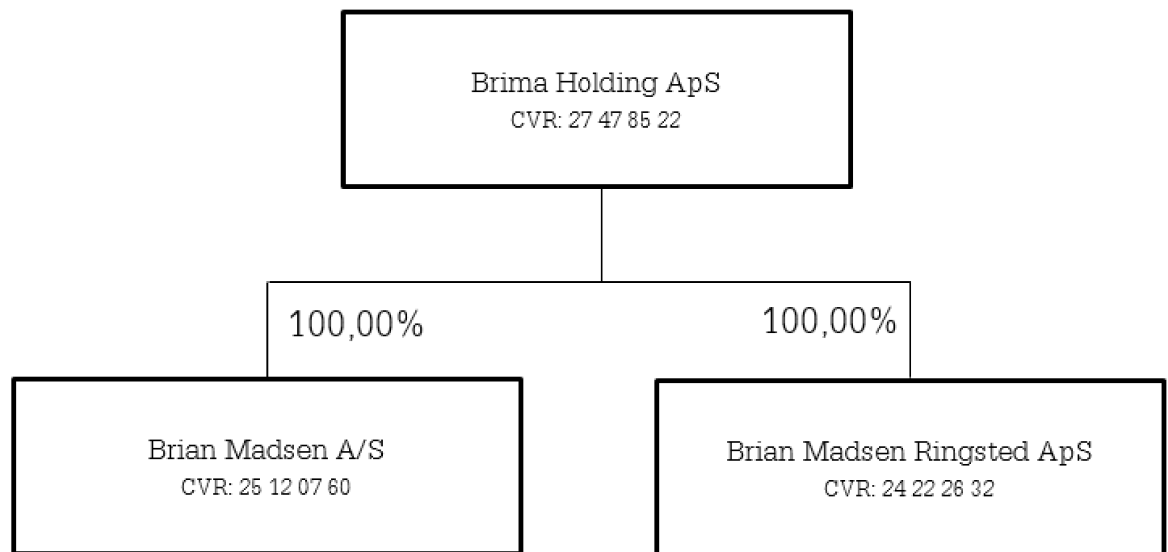 Brima Holding ApS
CVR: 27 47 85 22
100,00%
100,00%
Brian Madsen A/S
CVR: 25 12 07 60
Brian Madsen Ringsted ApS
CVR: 24 22 26 32